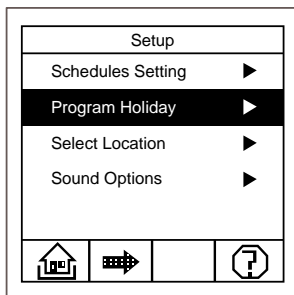 Setup
Schedules Setting ▶
Program Holiday ▶
Select Location ▶
Sound Options ▶
?